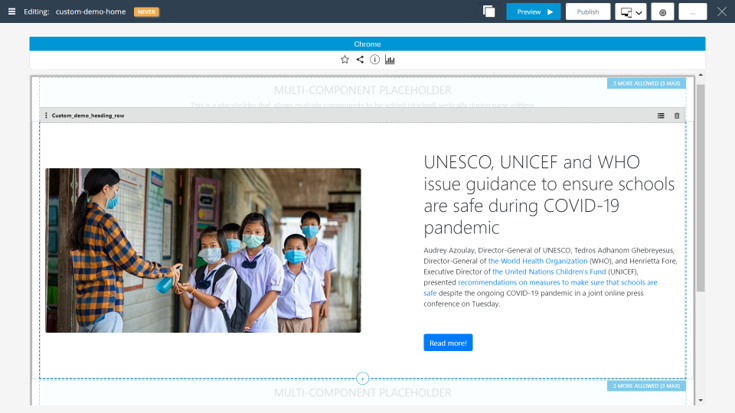 Editing: custom-demo-home NEVER
Preview
Publish
...
Chrome
3 MORE ALLOWED (3 MAX)
MULTI-COMPONENT PLACEHOLDER
This is a placeholder that allows multiple components to be added (stacked) vertically during page editing.
Custom_demo_heading_row
UNESCO, UNICEF and WHO
issue guidance to ensure schools
are safe during COVID-19
pandemic
Audrey Azoulay, Director-General of UNESCO, Tedros Adhanom Ghebreyesus,
Director-General of the World Health Organization (WHO), and Henrietta Fore,
Executive Director of the United Nations Children's Fund (UNICEF),
presented recommendations on measures to make sure that schools are
safe despite the ongoing COVID-19 pandemic in a joint online press
conference on Tuesday.
Read more!
3 MORE ALLOWED (3 MAX)
MULTI-COMPONENT PLACEHOLDER